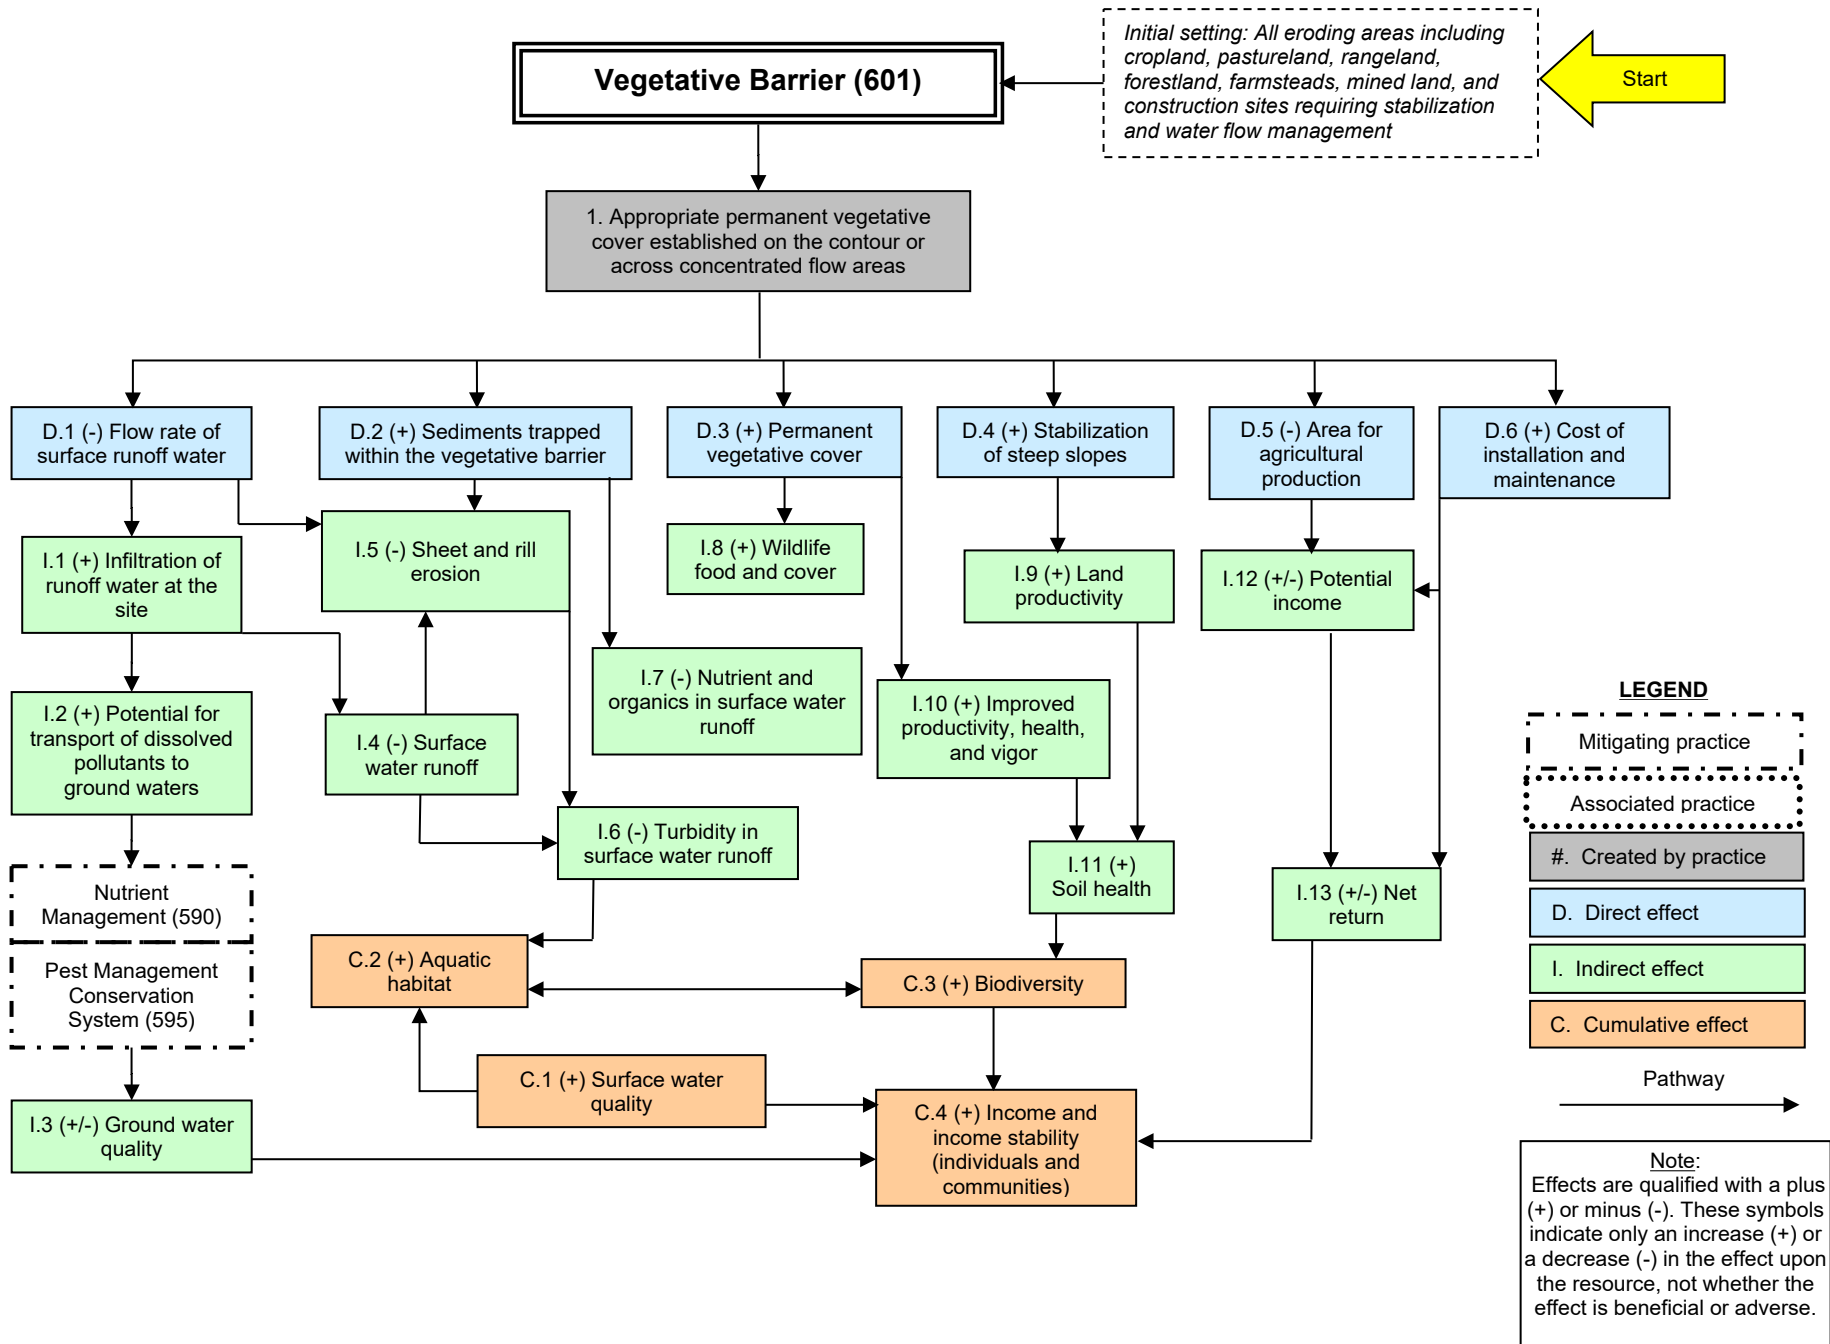 Initial setting: All eroding areas including
cropland, pastureland, rangeland,
forestland, farmsteads, mined land, and
construction sites requiring stabilization
and water flow management
Start
Vegetative Barrier (601)
1. Appropriate permanent vegetative
cover established on the contour or
across concentrated flow areas
D.1 (-) Flow rate of
surface runoff water
D.2 (+) Sediments trapped
within the vegetative barrier
D.3 (+) Permanent
vegetative cover
D.4 (+) Stabilization
of steep slopes
D.5 (-) Area for
agricultural
production
D.6 (+) Cost of
installation and
maintenance
I.1 (+) Infiltration of
runoff water at the
site
I.5 (-) Sheet and rill
erosion
I.8 (+) Wildlife
food and cover
I.9 (+) Land
productivity
I.12 (+/-) Potential
income
I.2 (+) Potential for
transport of dissolved
pollutants to
ground waters
I.4 (-) Surface
water runoff
I.7 (-) Nutrient and
organics in surface water
runoff
I.10 (+) Improved
productivity, health,
and vigor
I.6 (-) Turbidity in
surface water runoff
I.11 (+)
Soil health
I.13 (+/-) Net
return
Nutrient
Management (590)
Pest Management
Conservation
System (595)
C.2 (+) Aquatic
habitat
C.3 (+) Biodiversity
C.1 (+) Surface water
quality
I.3 (+/-) Ground water
quality
C.4 (+) Income and
income stability
(individuals and
communities)
LEGEND
Mitigating practice
Associated practice
#. Created by practice
D. Direct effect
I. Indirect effect
C. Cumulative effect
Pathway
Note:
Effects are qualified with a plus
(+) or minus (-). These symbols
indicate only an increase (+) or
a decrease (-) in the effect upon
the resource, not whether the
effect is beneficial or adverse.